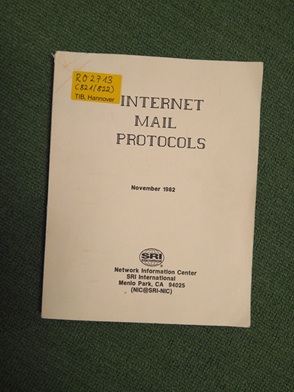 RO 2713
(821/822)
TIB, Hannover
INTERNET
MAIL
PROTOCOLS
November 1982
SRI
Network Information Center
SRI International
Menlo Park, CA 94025
(NIC@SRI-NIC)